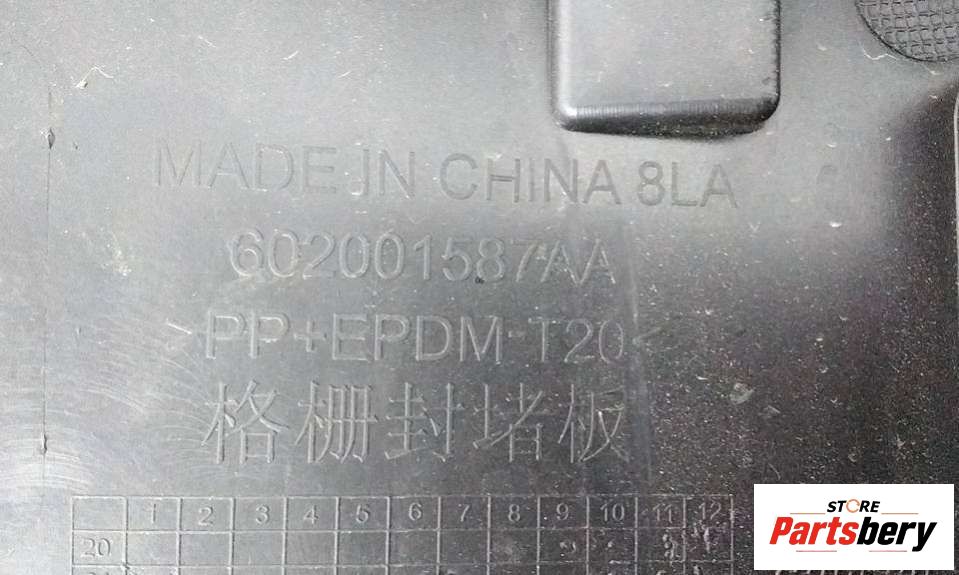 MADE IN CHINA 8LA
602001587AA
>PP+EPDM-T20<
格栅封堵板
1 2 3 4 5 6 7 8 9 10 11 12
20
STORE
Partsbery